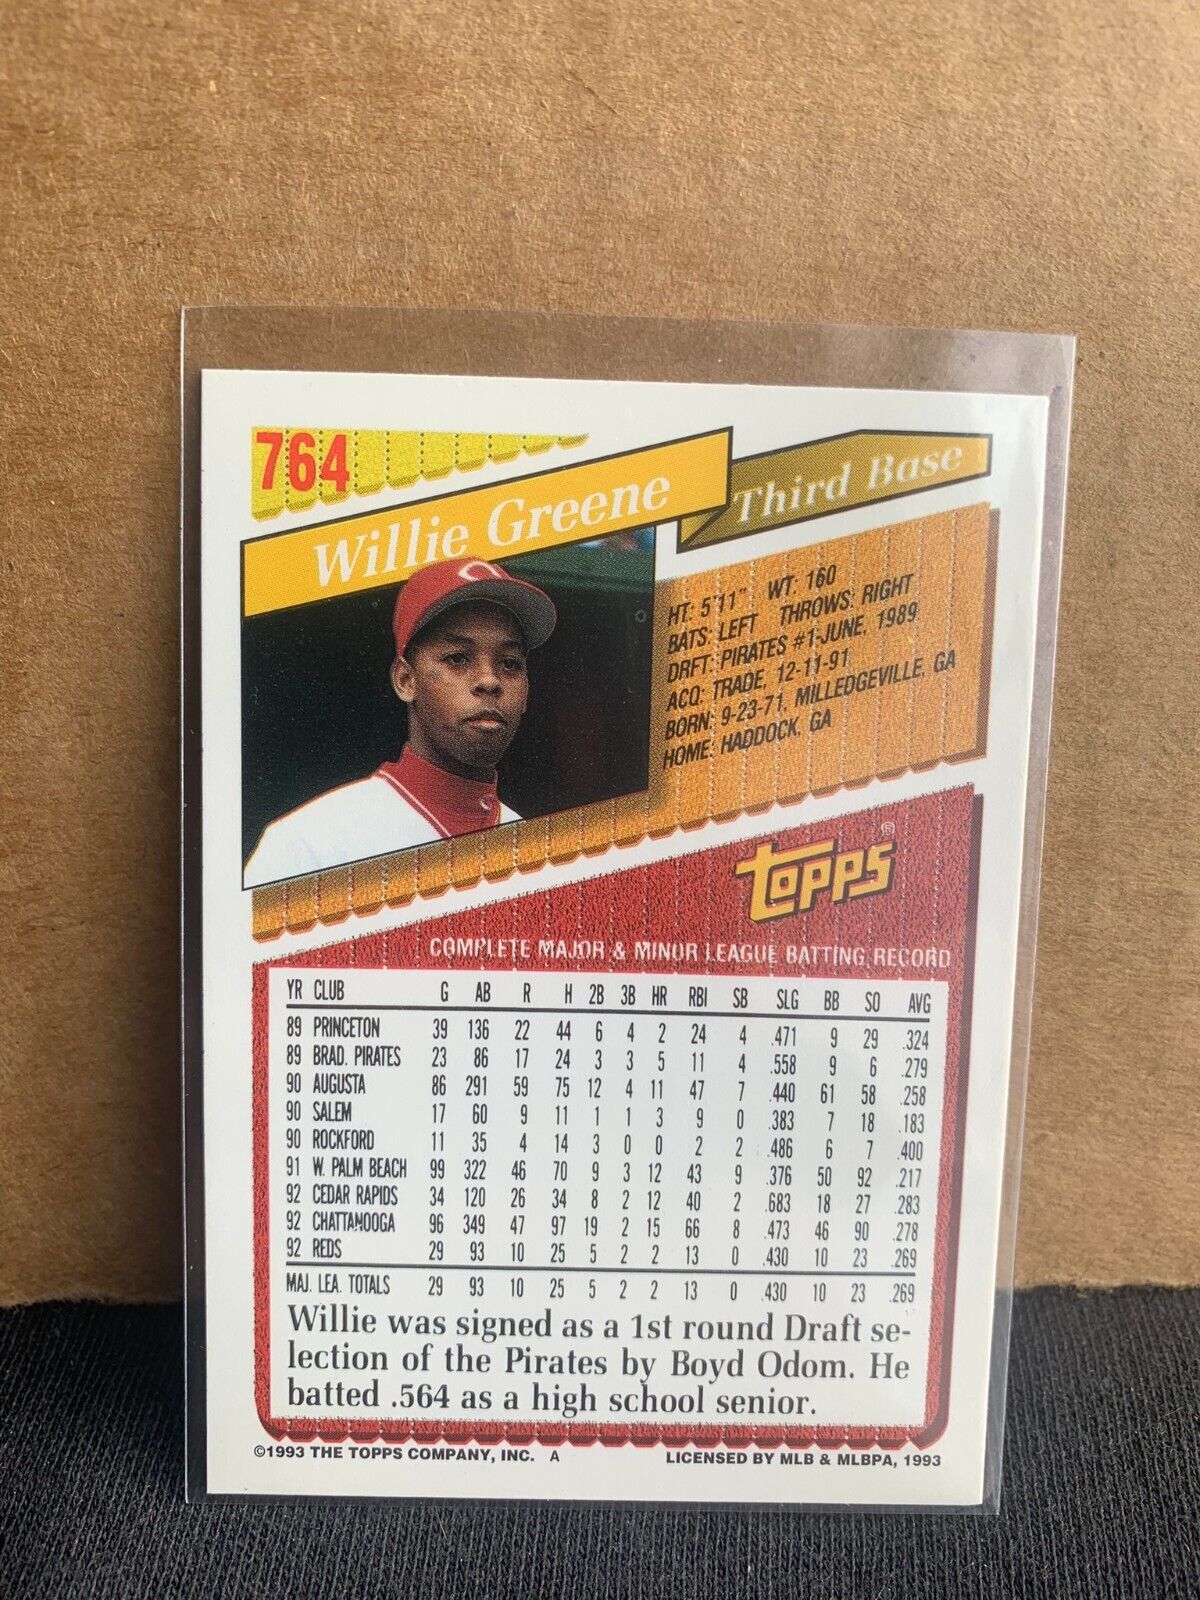 764
Willie Greene
Third Base
HT: 5'11" WT: 160
BATS: LEFT THROWS: RIGHT
DRFT: PIRATES #1-JUNE, 1989
ACQ: TRADE, 12-11-91
BORN: 9-23-71, MILLEDGEVILLE, GA
HOME: HADDOCK, GA
TOPPS®
COMPLETE MAJOR & MINOR LEAGUE BATTING RECORD
YR CLUB G AB R H 2B 3B HR RBI SB SLG BB SO AVG
89 PRINCETON 39 136 22 44 6 4 2 24 4 .471 9 29 .324
89 BRAD. PIRATES 23 86 17 24 3 3 5 11 4 .558 9 6 .279
90 AUGUSTA 86 291 59 75 12 4 11 47 7 .440 61 58 .258
90 SALEM 17 60 9 11 1 1 3 9 0 .383 7 18 .183
90 ROCKFORD 11 35 4 14 3 0 0 2 2 .486 6 7 .400
91 W. PALM BEACH 99 322 46 70 9 3 12 43 9 .376 50 92 .217
92 CEDAR RAPIDS 34 120 26 34 8 2 12 40 2 .683 18 27 .283
92 CHATTANOOGA 96 349 47 97 19 2 15 66 8 .473 46 90 .278
92 REDS 29 93 10 25 5 2 2 13 0 .430 10 23 .269
MAJ. LEA. TOTALS 29 93 10 25 5 2 2 13 0 .430 10 23 .269
Willie was signed as a 1st round Draft se-
lection of the Pirates by Boyd Odom. He
batted .564 as a high school senior.
©1993 THE TOPPS COMPANY, INC. A LICENSED BY MLB & MLBPA, 1993